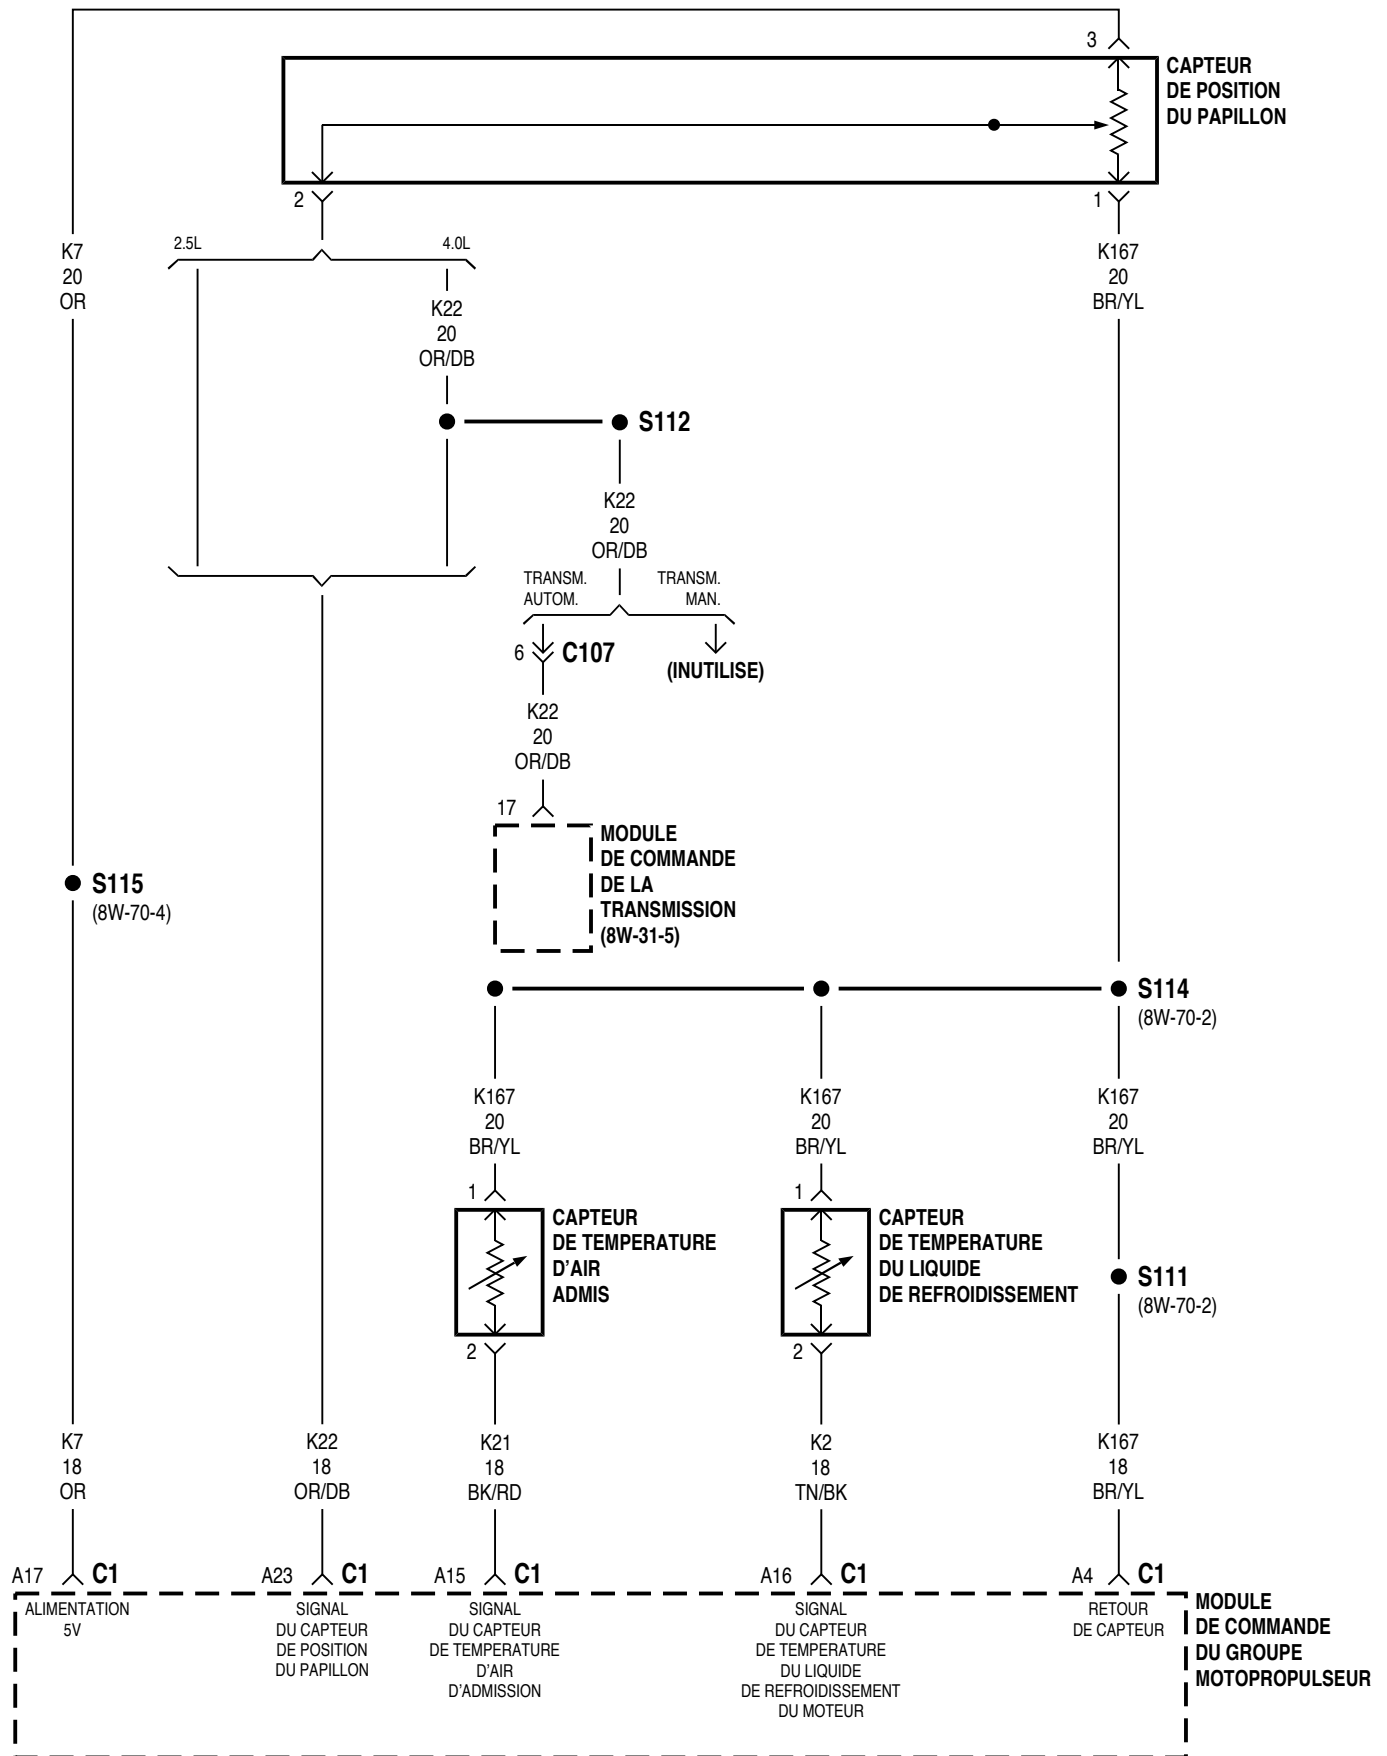 3
CAPTEUR
DE POSITION
DU PAPILLON
2
1
2.5L
4.0L
K7
20
OR
K167
20
BR/YL
K22
20
OR/DB
S112
K22
20
OR/DB
TRANSM.
AUTOM.
TRANSM.
MAN.
6
C107
(INUTILISE)
K22
20
OR/DB
17
MODULE
DE COMMANDE
DE LA
TRANSMISSION
(8W-31-5)
S115
(8W-70-4)
S114
(8W-70-2)
K167
20
BR/YL
K167
20
BR/YL
K167
20
BR/YL
1
CAPTEUR
DE TEMPERATURE
D'AIR
ADMIS
2
1
CAPTEUR
DE TEMPERATURE
DU LIQUIDE
DE REFROIDISSEMENT
2
S111
(8W-70-2)
K7
18
OR
K22
18
OR/DB
K21
18
BK/RD
K2
18
TN/BK
K167
18
BR/YL
A17 C1
A23 C1
A15 C1
A16 C1
A4 C1
ALIMENTATION
5V
SIGNAL
DU CAPTEUR
DE POSITION
DU PAPILLON
SIGNAL
DU CAPTEUR
DE TEMPERATURE
D'AIR
D'ADMISSION
SIGNAL
DU CAPTEUR
DE TEMPERATURE
DU LIQUIDE
DE REFROIDISSEMENT
DU MOTEUR
RETOUR
DE CAPTEUR
MODULE
DE COMMANDE
DU GROUPE
MOTOPROPULSEUR